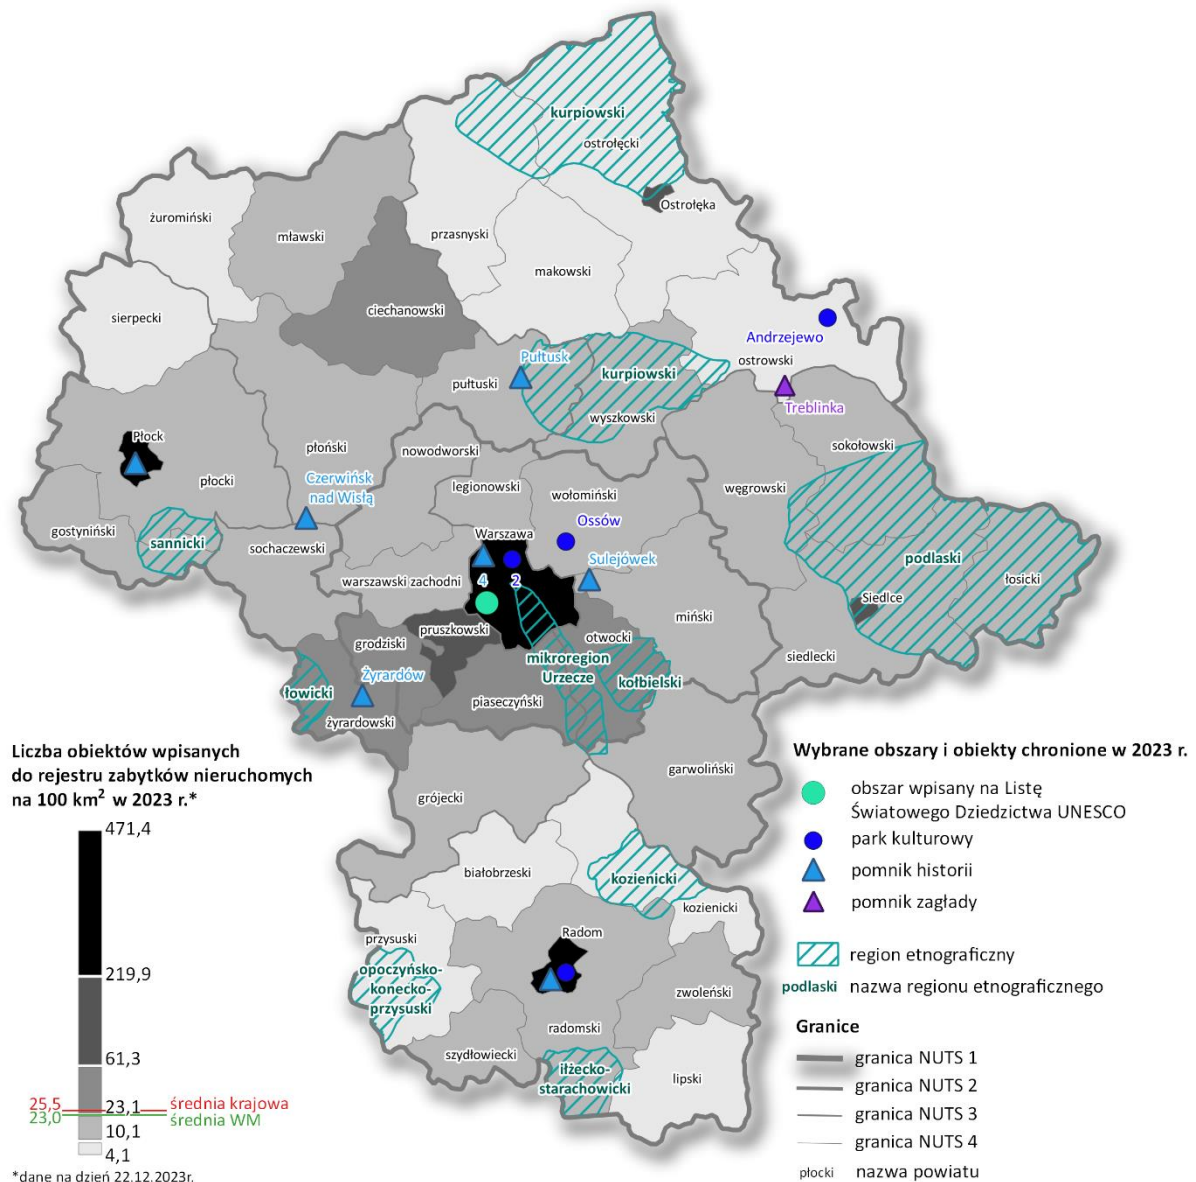 kurpiowski
ostrołęcki
Ostrołęka
żuromiński
mławski
przasnyski
makowski
ciechanowski
sierpecki
Andrzejewo
ostrowski
Pułtusk
kurpiowski
pułtuski
Treblinka
wyszkowski
sokołowski
Płock
płoński
nowodworski
płocki
Czerwińsk
nad Wisłą
legionowski
wołomiński
węgrowski
gostyniński
sannicki
sochaczewski
Warszawa
Ossów
Sulejówek
podlaski
łosicki
warszawski zachodni
4
2
Siedlce
miński
pruszkowski
grodziski
otwocki
siedlecki
mikroregion
Urzecze
kołbielski
Żyrardów
łowicki
piaseczyński
żyrardowski
garwoliński
grójecki
białobrzeski
kozienicki
kozienicki
przysuski
Radom
opoczyńsko-
konecko-
przysuski
zwoleński
radomski
szydłowiecki
iłżecko-
starachowicki
lipski
Liczba obiektów wpisanych
do rejestru zabytków nieruchomych
na 100 km² w 2023 r.*
471,4
219,9
61,3
25,5
23,1
średnia krajowa
23,0
średnia WM
10,1
4,1
*dane na dzień 22.12.2023r.
Wybrane obszary i obiekty chronione w 2023 r.
obszar wpisany na Listę
Światowego Dziedzictwa UNESCO
park kulturowy
pomnik historii
pomnik zagłady
region etnograficzny
podlaski nazwa regionu etnograficznego
Granice
granica NUTS 1
granica NUTS 2
granica NUTS 3
granica NUTS 4
płocki nazwa powiatu